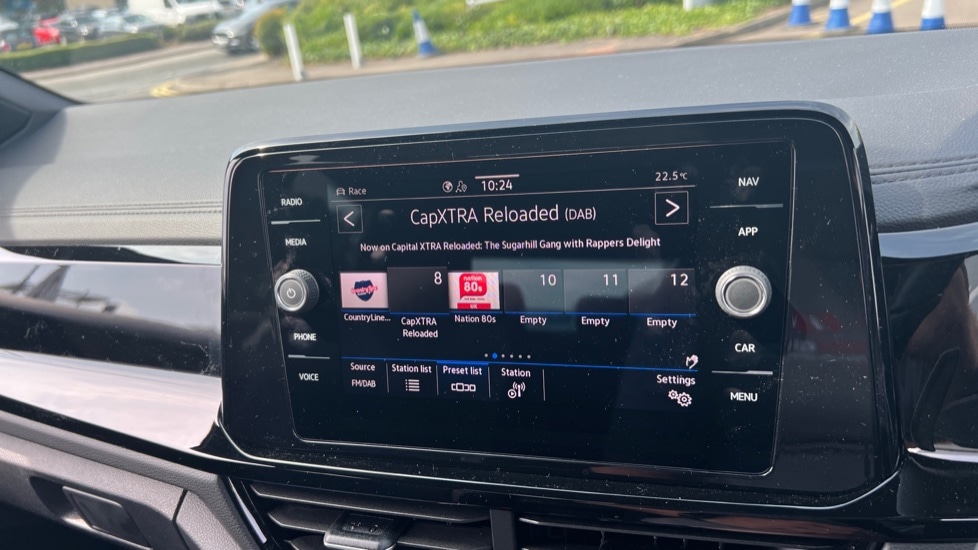 RADIO
MEDIA
PHONE
VOICE
Race
10:24
22.5°C
<
CapXTRA Reloaded (DAB)
>
Now on Capital XTRA Reloaded: The Sugarhill Gang with Rappers Delight
8
80s
10
11
12
CountryLine...
CapXTRA
Reloaded
Nation 80s
Empty
Empty
Empty
Source
FM/DAB
Station list
Preset list
Station
Settings
NAV
APP
CAR
MENU